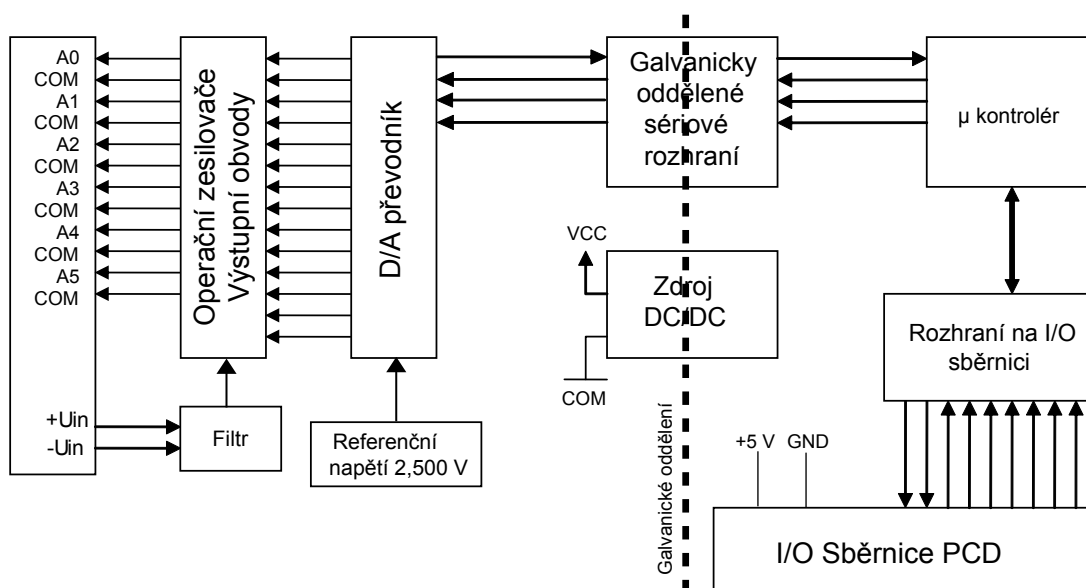 A0
COM
A1
COM
A2
COM
A3
COM
A4
COM
A5
COM
+Uin
-Uin
Operační zesilovače
Výstupní obvody
Filtr
D/A převodník
Referenční
napětí 2,500 V
Galvanicky
oddělené
sériové
rozhraní
VCC
Zdroj
DC/DC
COM
Galvanické oddělení
µ kontrolér
Rozhraní na I/O
sběrnici
+5 V
GND
I/O Sběrnice PCD